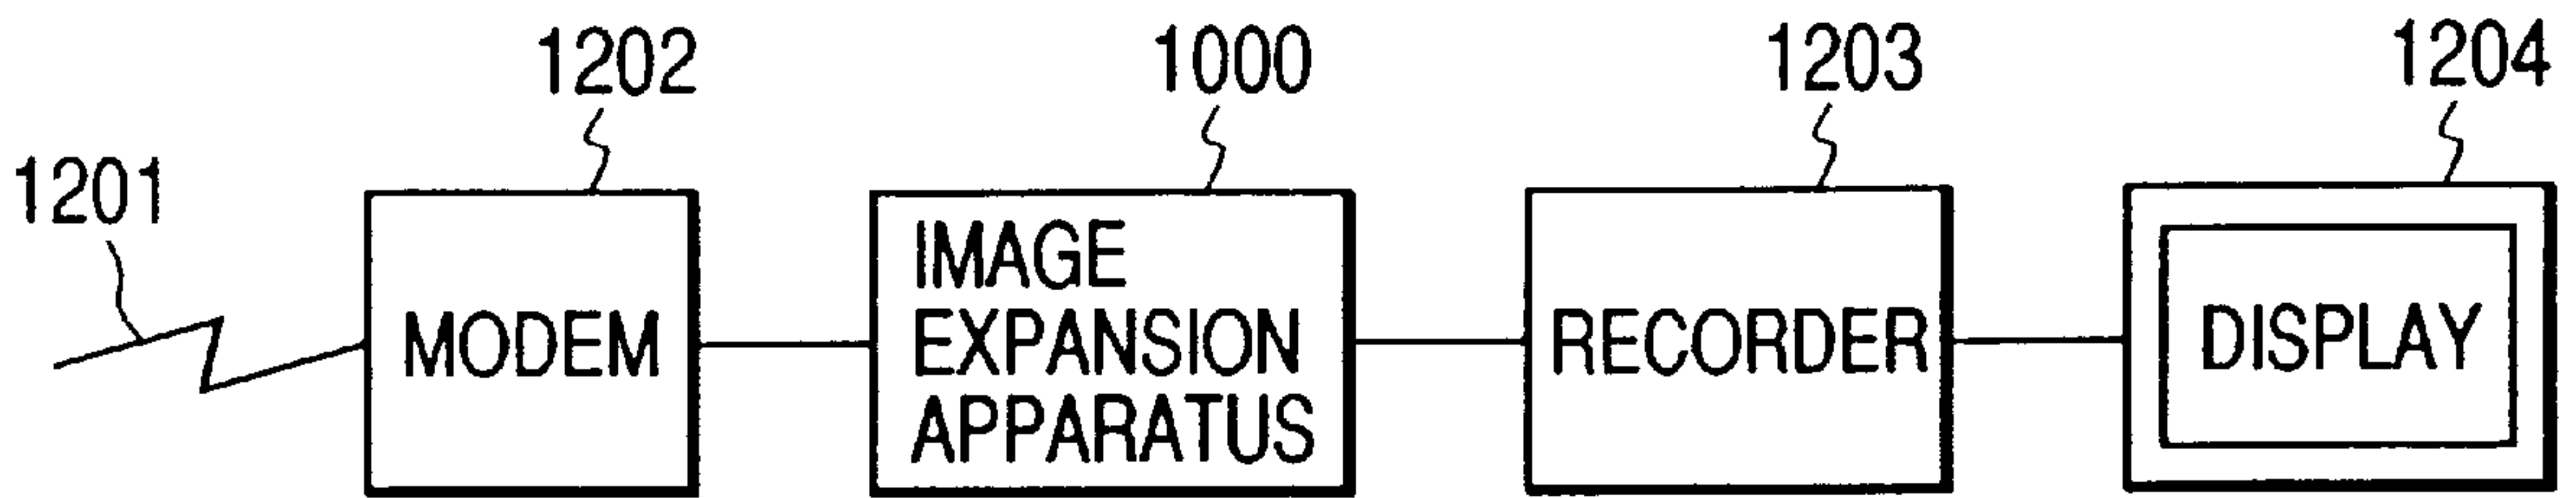 1202
1000
1203
1204
1201
MODEM
IMAGE
EXPANSION
APPARATUS
RECORDER
DISPLAY